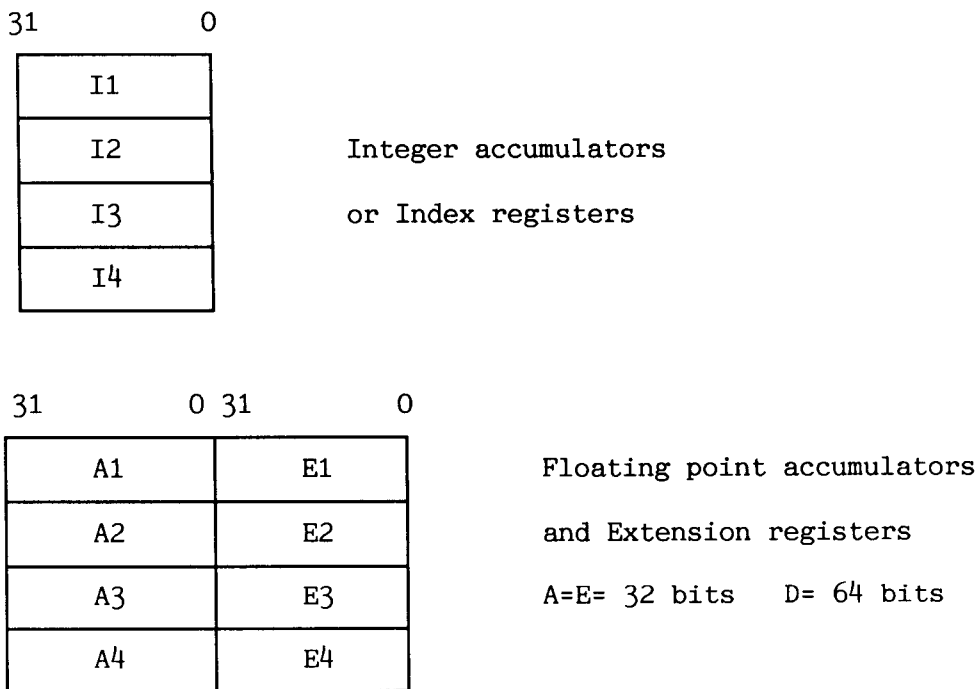 31 0
I1
I2 Integer accumulators
I3 or Index registers
I4
31 0 31 0
A1 E1 Floating point accumulators
A2 E2 and Extension registers
A3 E3 A=E= 32 bits D= 64 bits
A4 E4